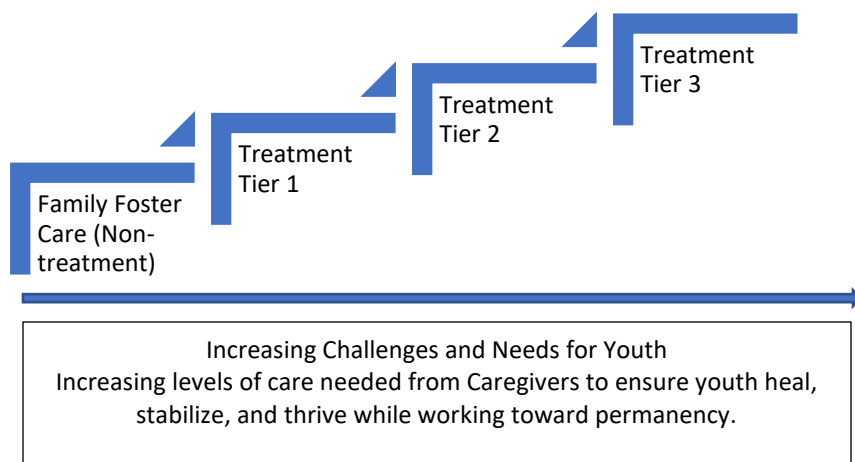 Treatment
Tier 3
Treatment
Tier 2
Treatment
Tier 1
Family Foster
Care (Non-
treatment)
Increasing Challenges and Needs for Youth
Increasing levels of care needed from Caregivers to ensure youth heal,
stabilize, and thrive while working toward permanency.